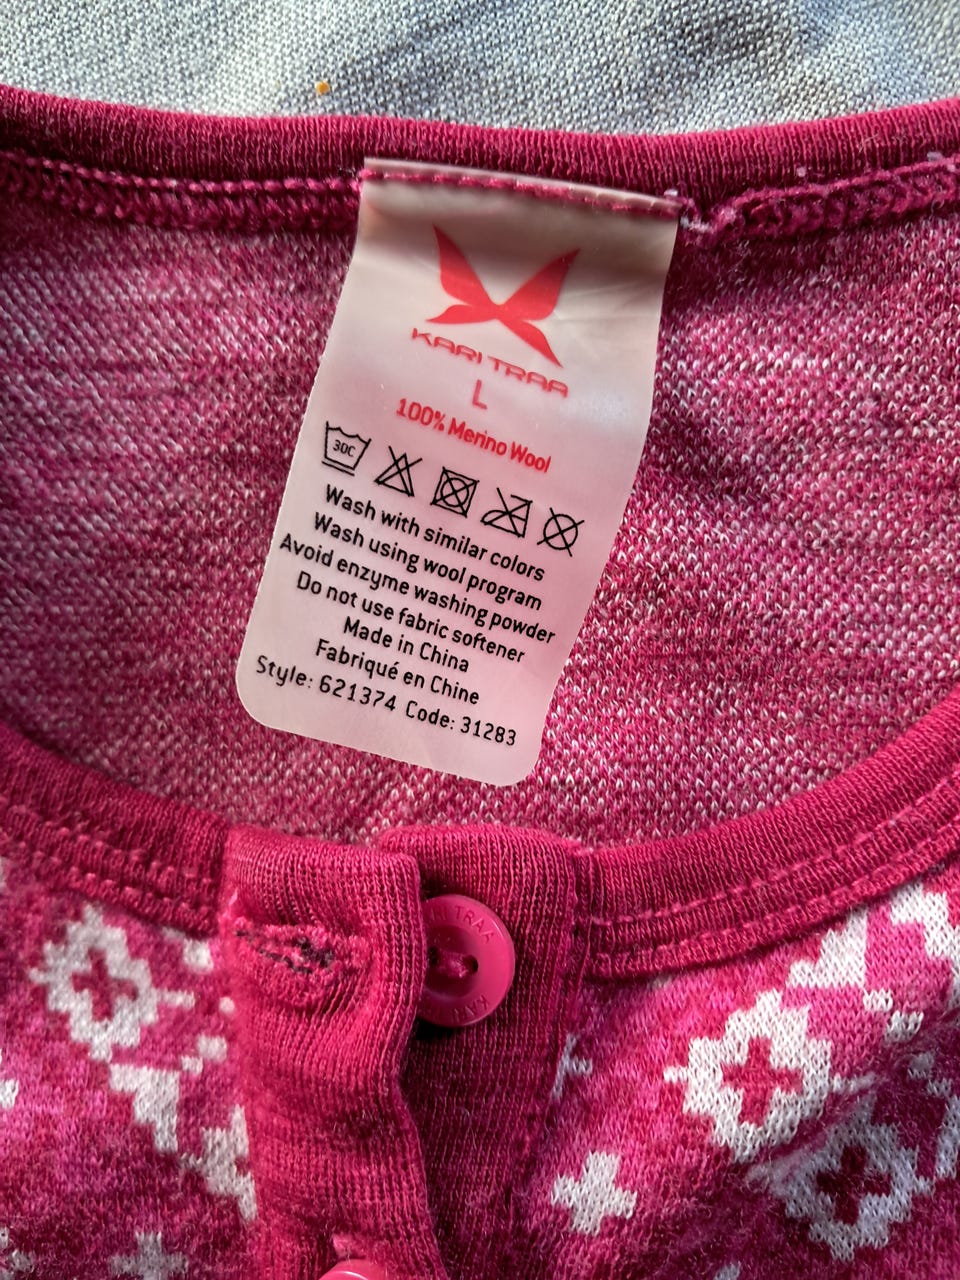 KARI TRAA
L
100% Merino Wool
30C
Wash with similar colors
Wash using wool program
Avoid enzyme washing powder
Do not use fabric softener
Made in China
Fabriqué en Chine
Style: 621374 Code: 31283
TRAA